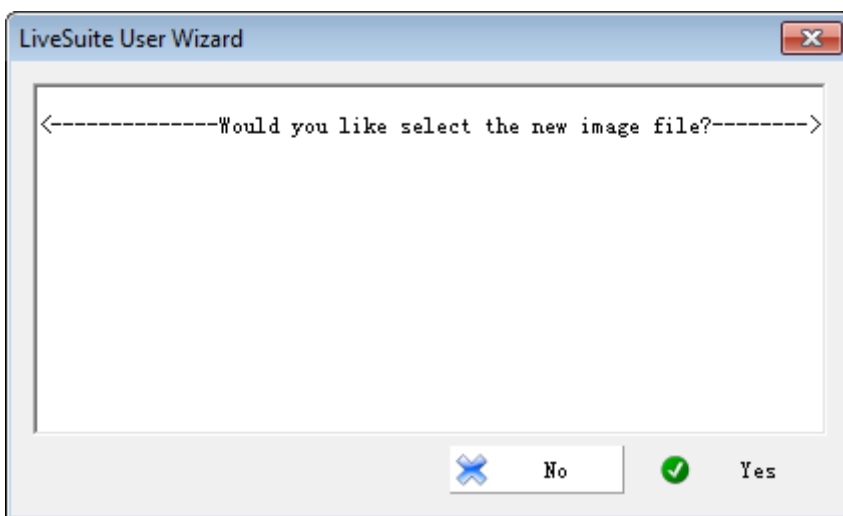 LiveSuite User Wizard
<--------------Would you like select the new image file?-------->
No
Yes